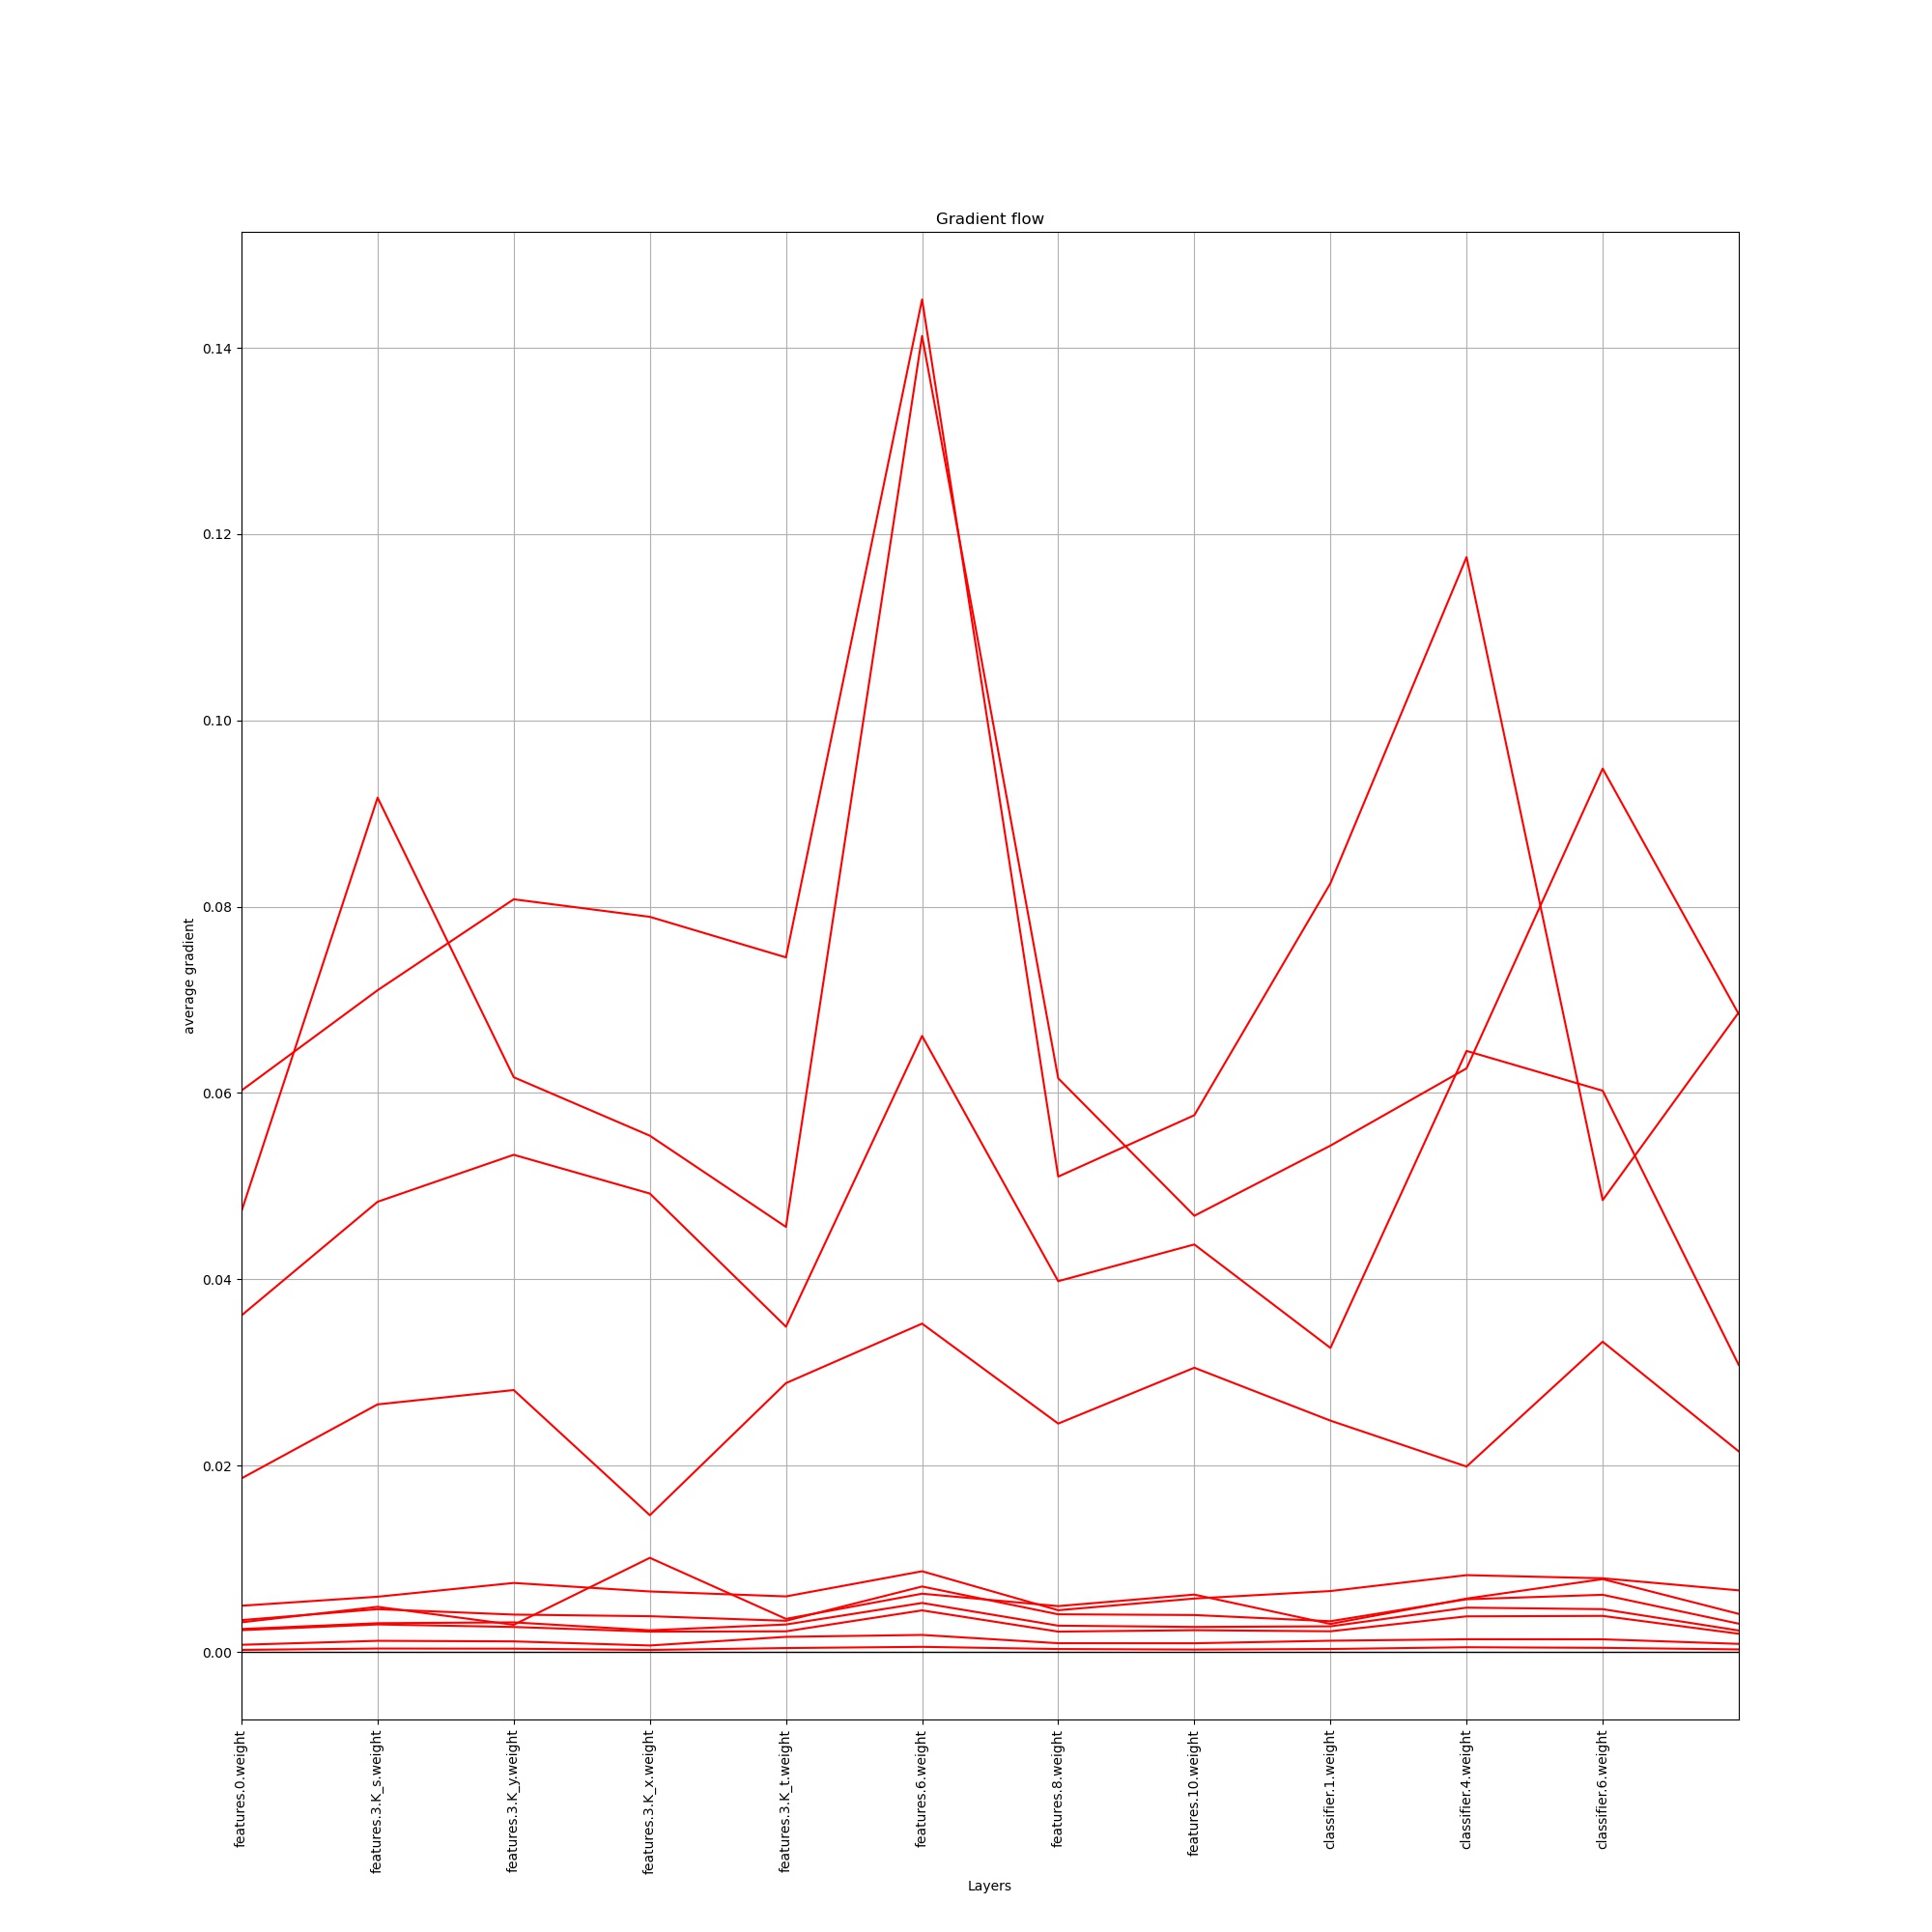 Gradient flow
0.14
0.12
0.10
0.08
0.06
0.04
0.02
0.00
average gradient
features.0.weight
features.3.K_s.weight
features.3.K_y.weight
features.3.K_x.weight
features.3.K_t.weight
features.6.weight
features.8.weight
features.10.weight
classifier.1.weight
classifier.4.weight
classifier.6.weight
Layers